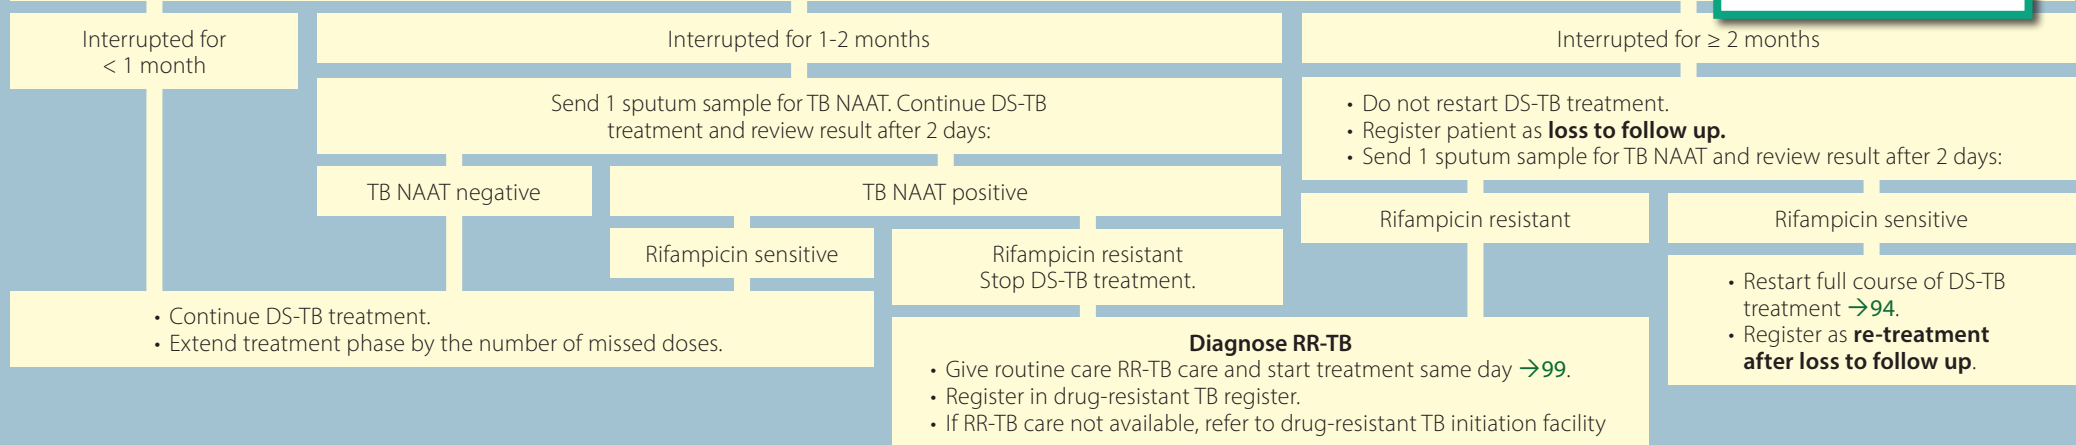 Interrupted for
< 1 month
Interrupted for 1-2 months
Interrupted for ≥ 2 months
Send 1 sputum sample for TB NAAT. Continue DS-TB
treatment and review result after 2 days:
• Do not restart DS-TB treatment.
• Register patient as loss to follow up.
• Send 1 sputum sample for TB NAAT and review result after 2 days:
TB NAAT negative
TB NAAT positive
Rifampicin resistant
Rifampicin sensitive
Rifampicin sensitive
Rifampicin resistant
Stop DS-TB treatment.
• Continue DS-TB treatment.
• Extend treatment phase by the number of missed doses.
• Restart full course of DS-TB
treatment →94.
• Register as re-treatment
after loss to follow up.
Diagnose RR-TB
• Give routine care RR-TB care and start treatment same day →99.
• Register in drug-resistant TB register.
• If RR-TB care not available, refer to drug-resistant TB initiation facility